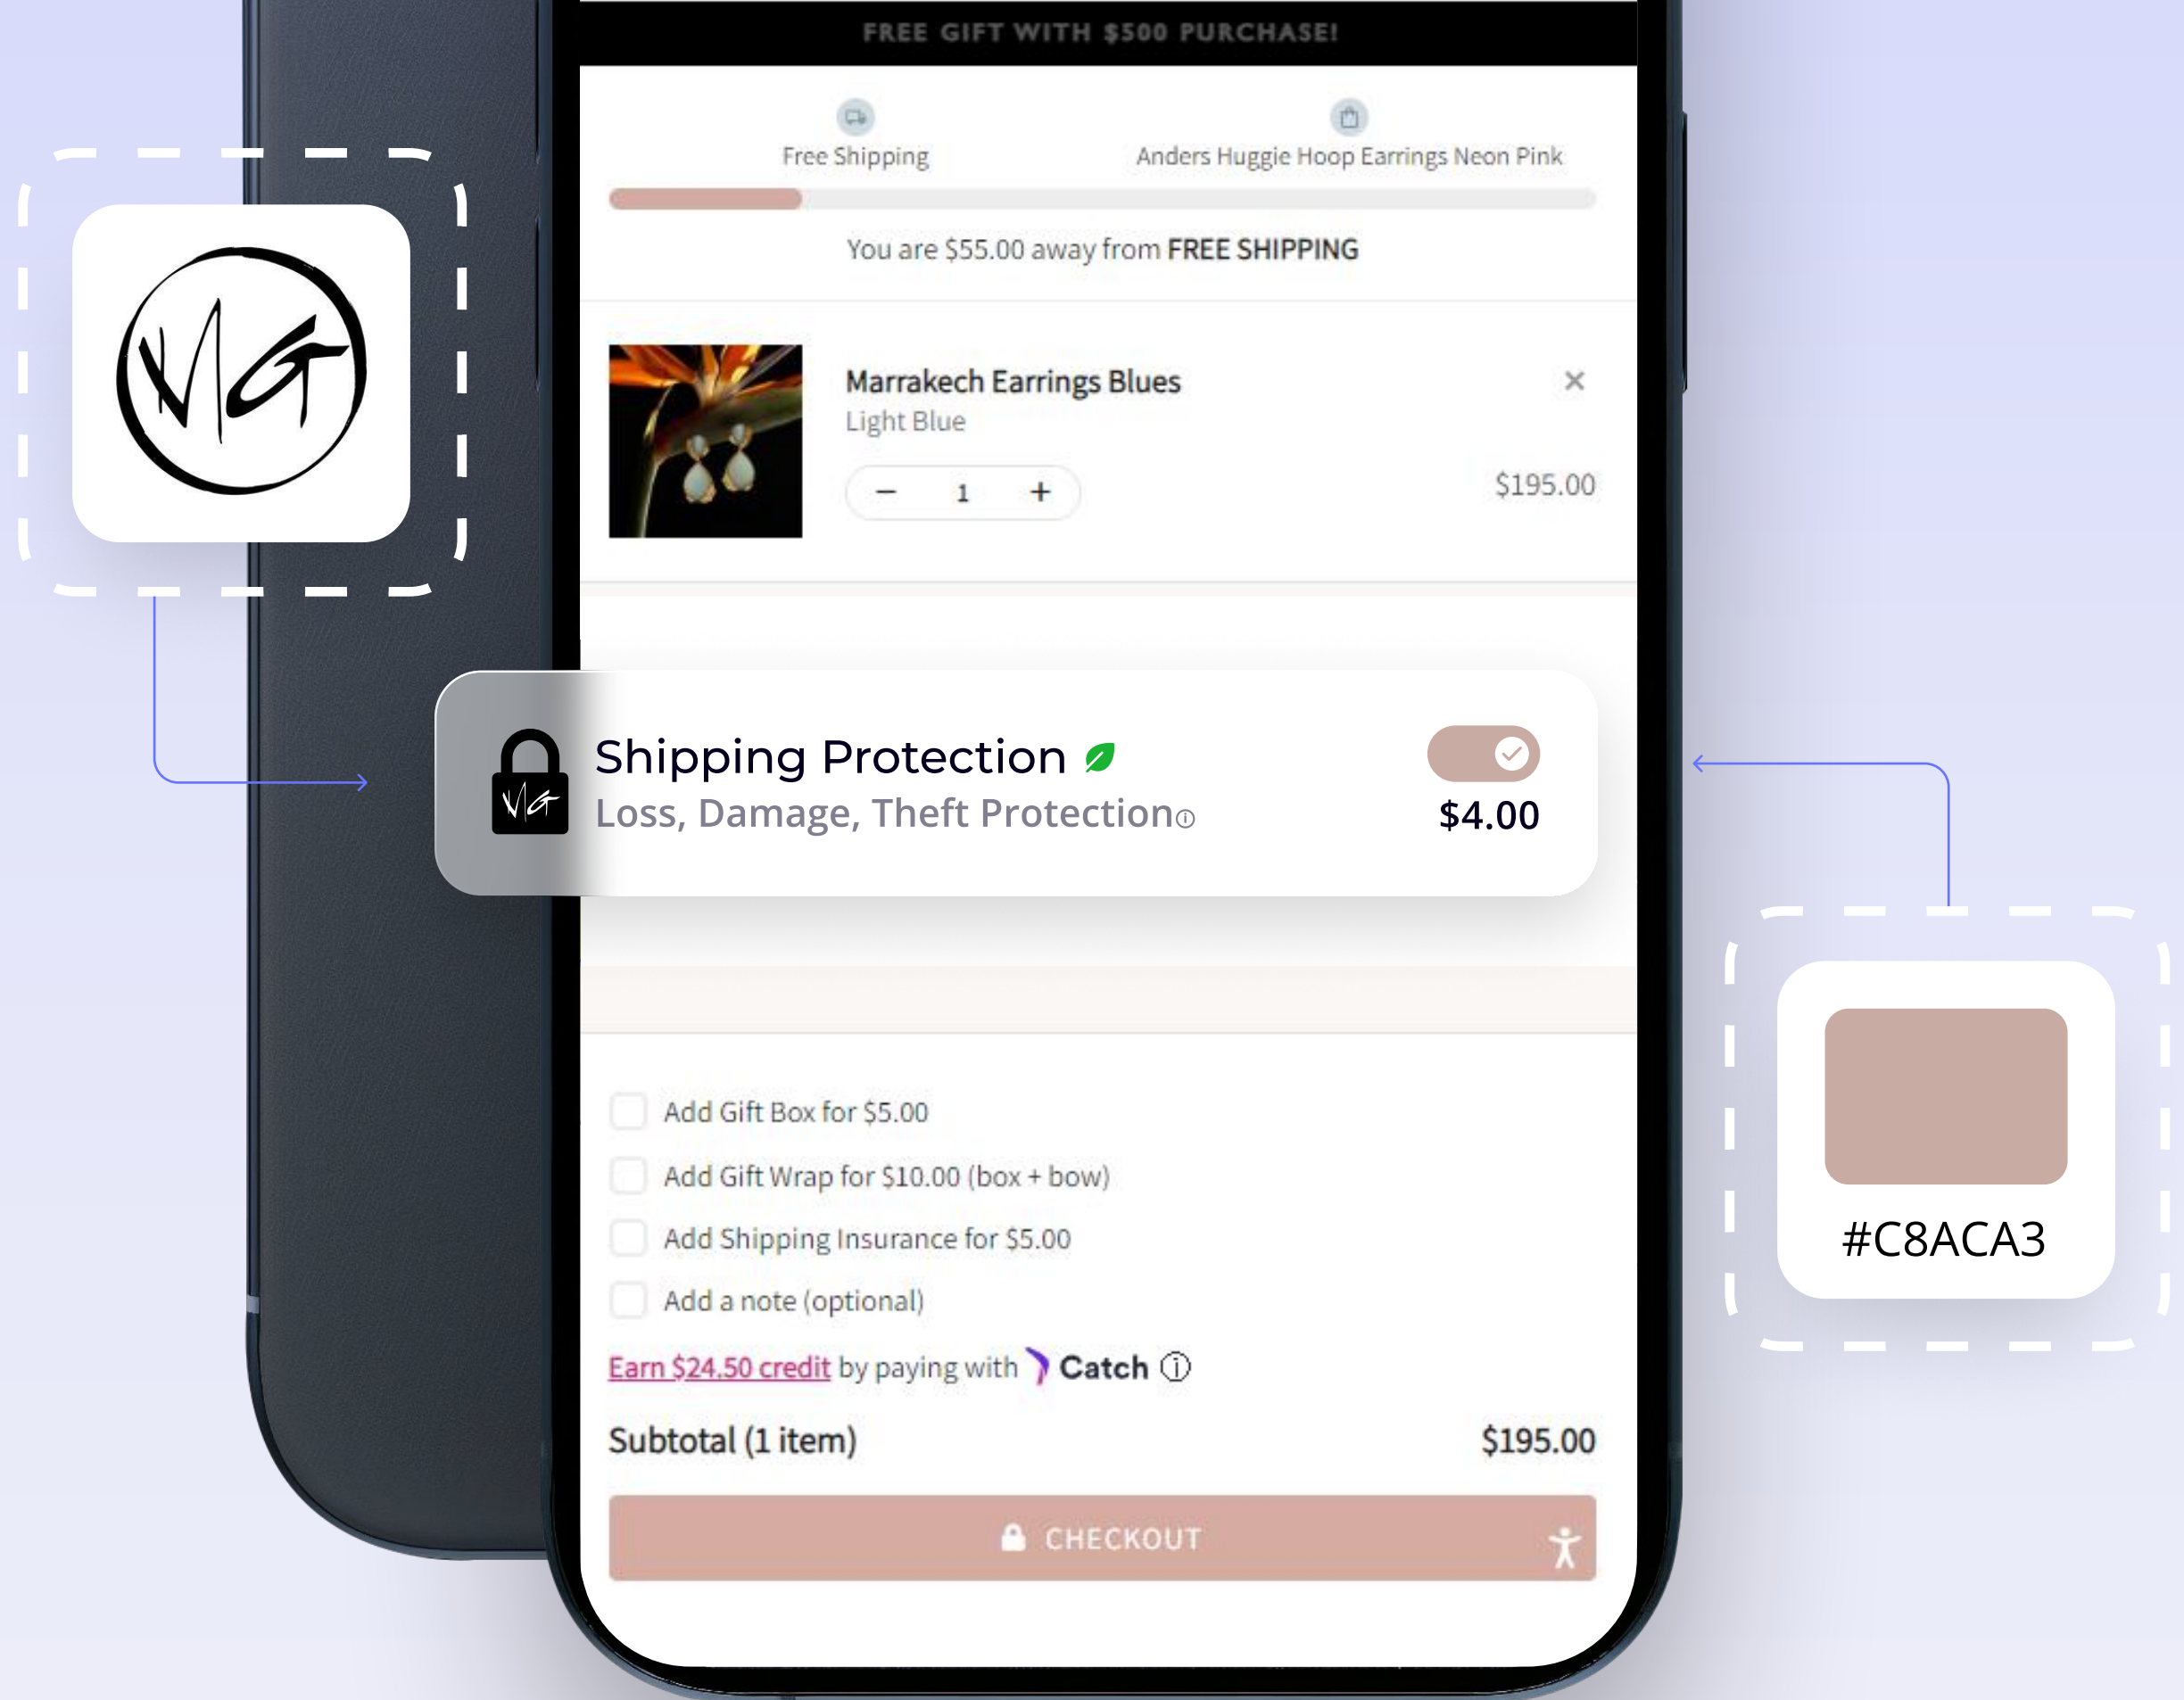 FREE GIFT WITH $500 PURCHASE!
Free Shipping
Anders Huggie Hoop Earrings Neon Pink
You are $55.00 away from FREE SHIPPING
MG
Marrakech Earrings Blues
Light Blue
1
$195.00
Shipping Protection
MG
Loss, Damage, Theft Protection
$4.00
Add Gift Box for $5.00
Add Gift Wrap for $10.00 (box + bow)
Add Shipping Insurance for $5.00
Add a note (optional)
#C8ACA3
Earn $24.50 credit by paying with Catch
Subtotal (1 item)
$195.00
CHECKOUT